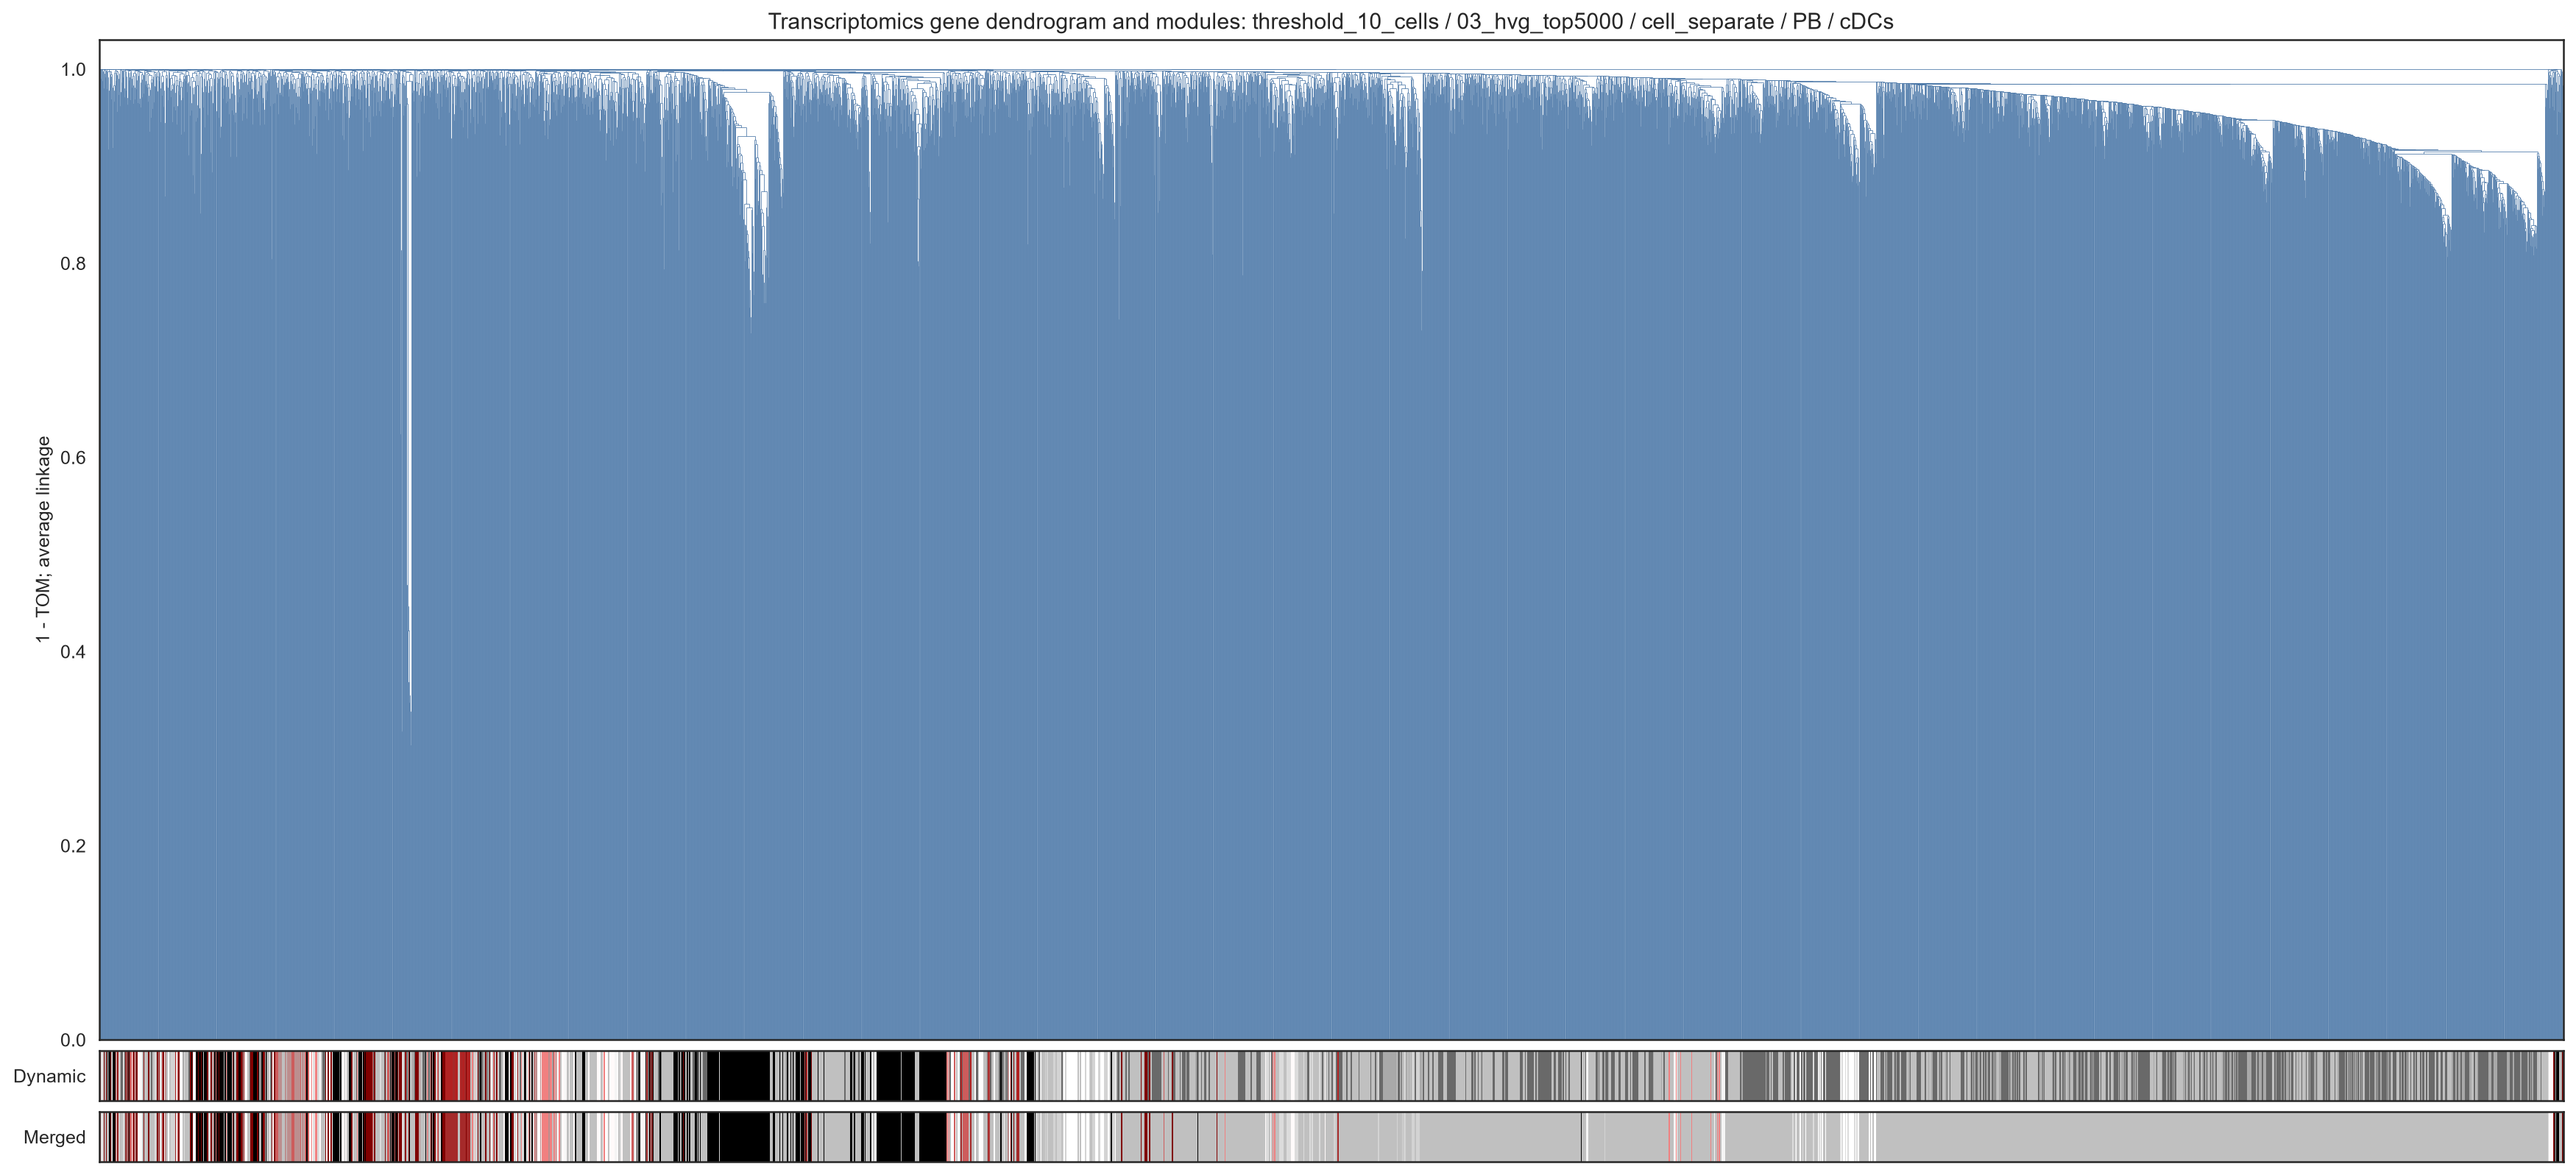 Transcriptomics gene dendrogram and modules: threshold_10_cells / 03_hvg_top5000 / cell_separate / PB / cDCs
1.0
0.8
0.6
0.4
0.2
0.0
1 - TOM; average linkage
Dynamic
Merged